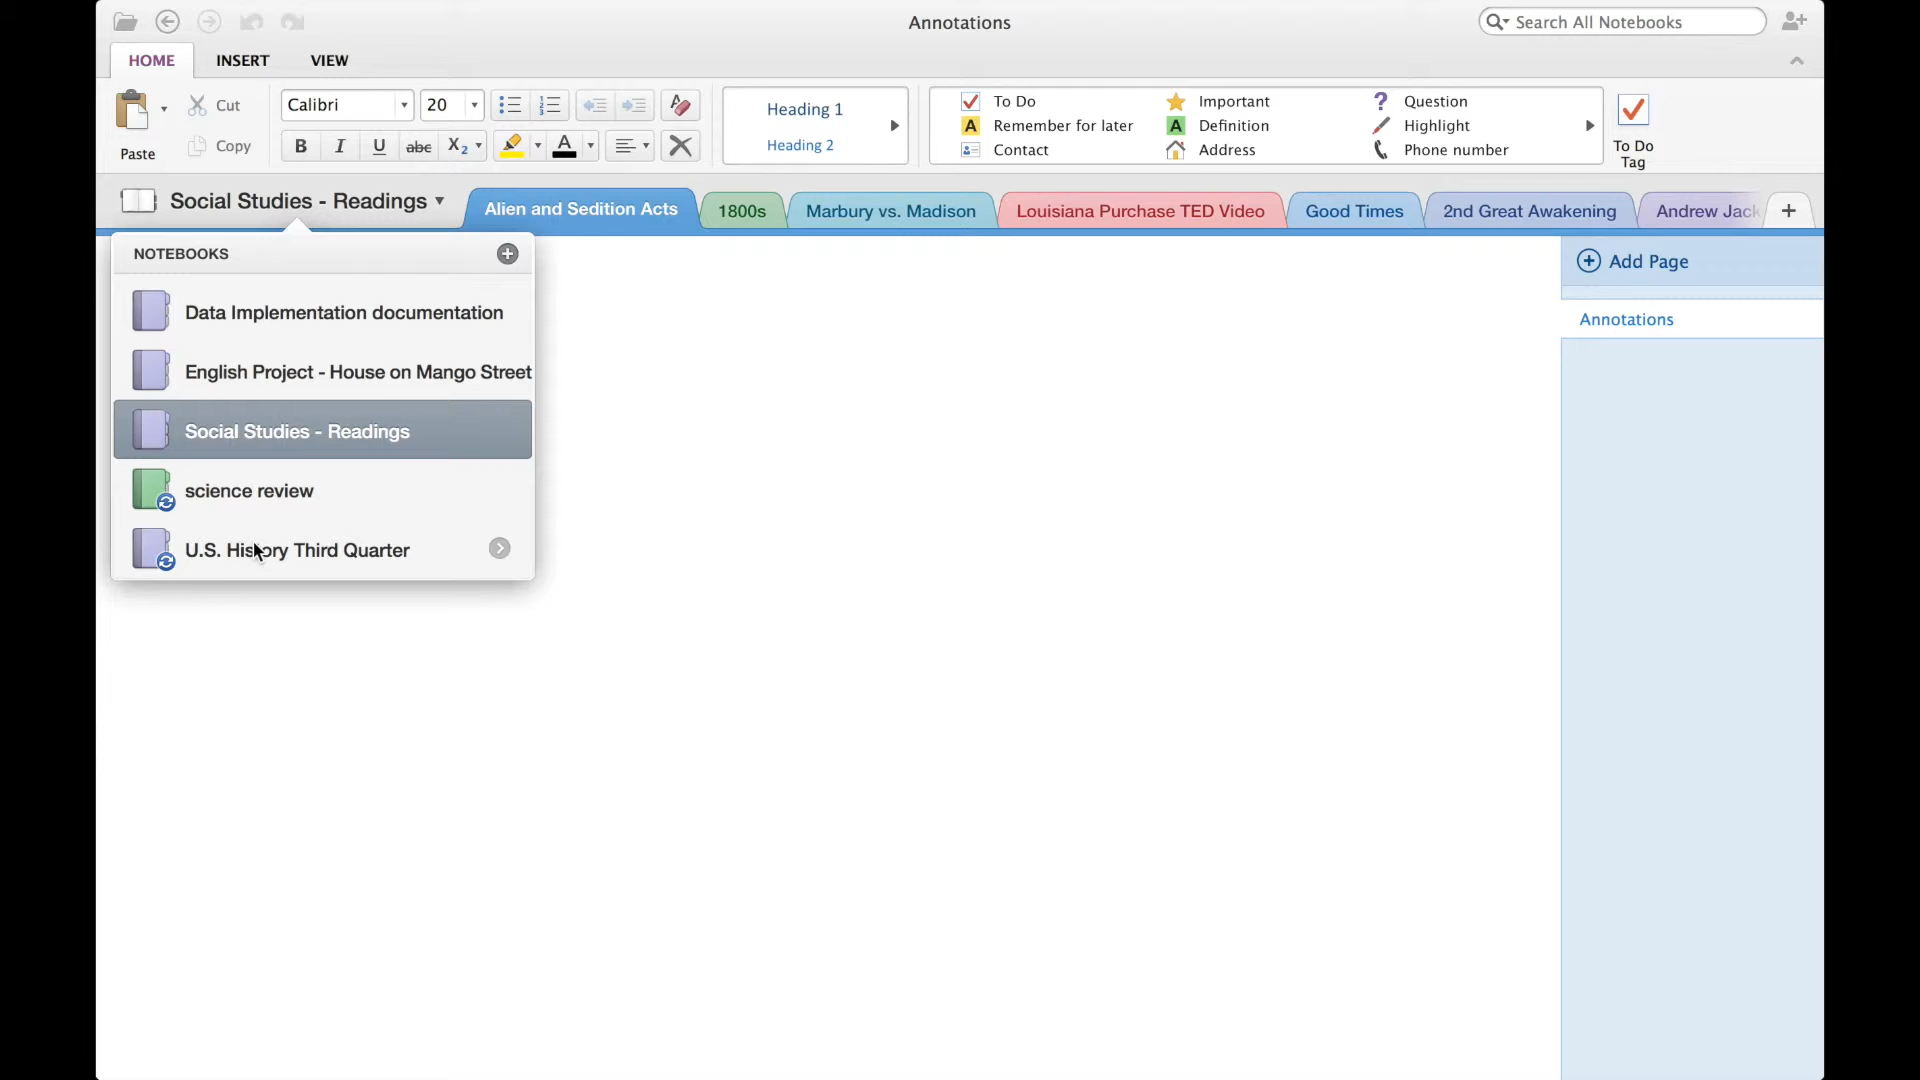 Annotations
Search All Notebooks
HOME
INSERT
VIEW
Paste
Cut
Copy
Calibri
20
B
I
U
abc
X2
A
Heading 1
Heading 2
To Do
Important
Question
Remember for later
Definition
Highlight
Contact
Address
Phone number
To Do
Tag
Social Studies - Readings
Alien and Sedition Acts
1800s
Marbury vs. Madison
Louisiana Purchase TED Video
Good Times
2nd Great Awakening
Andrew Jack
NOTEBOOKS
Data Implementation documentation
English Project - House on Mango Street
Social Studies - Readings
science review
U.S. History Third Quarter
Add Page
Annotations